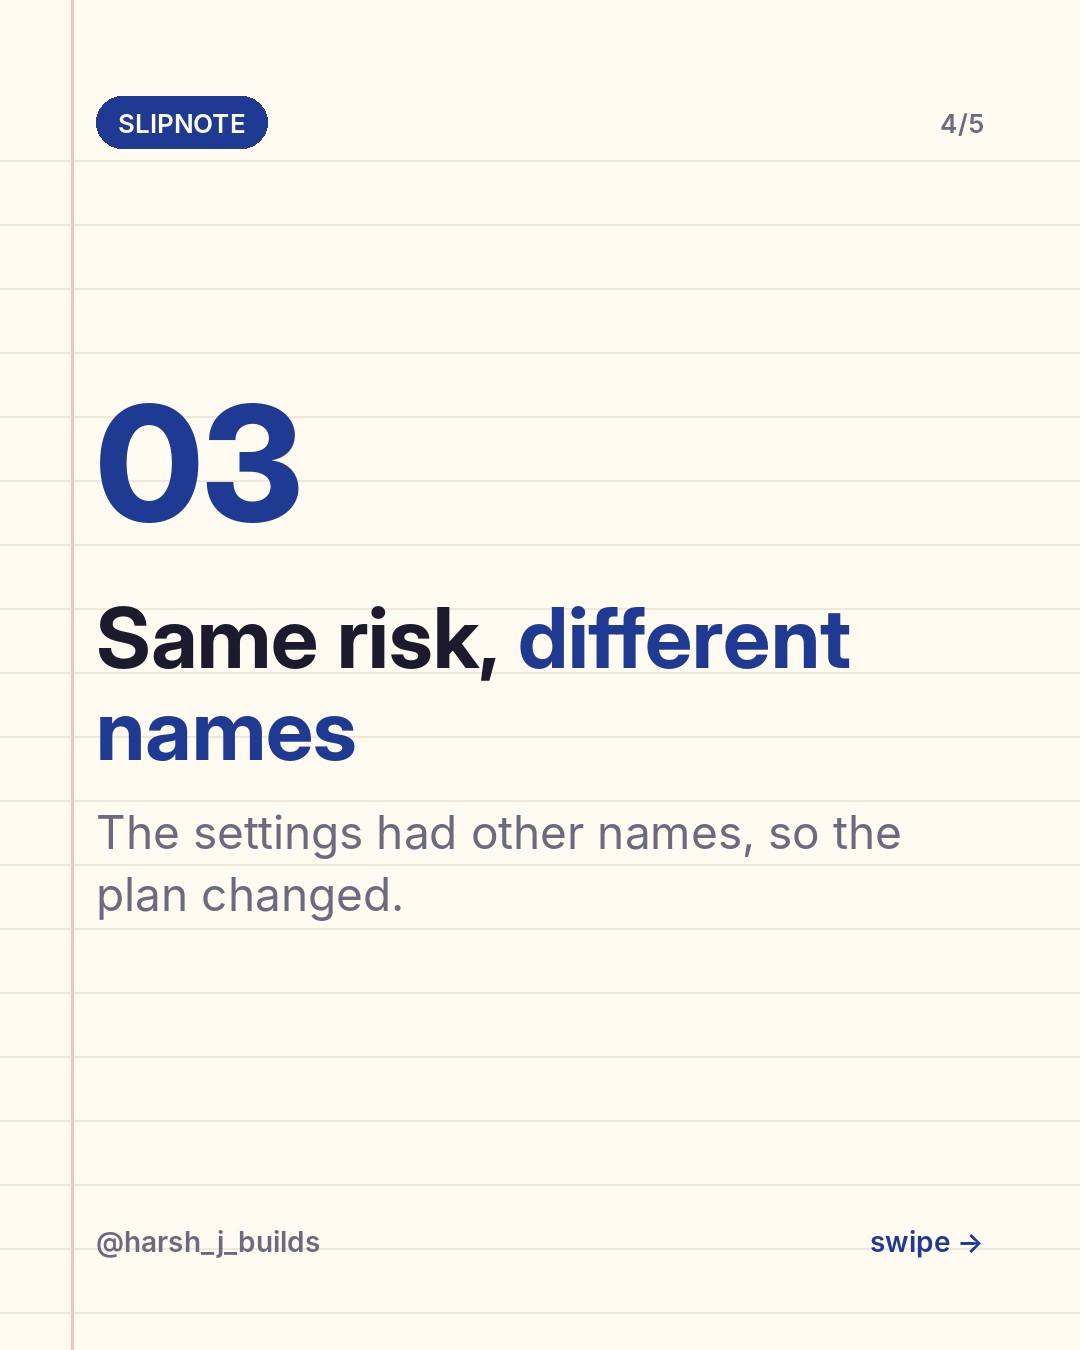 SLIPNOTE
4/5
03
Same risk, different
names
The settings had other names, so the
plan changed.
@harsh_j_builds
swipe →